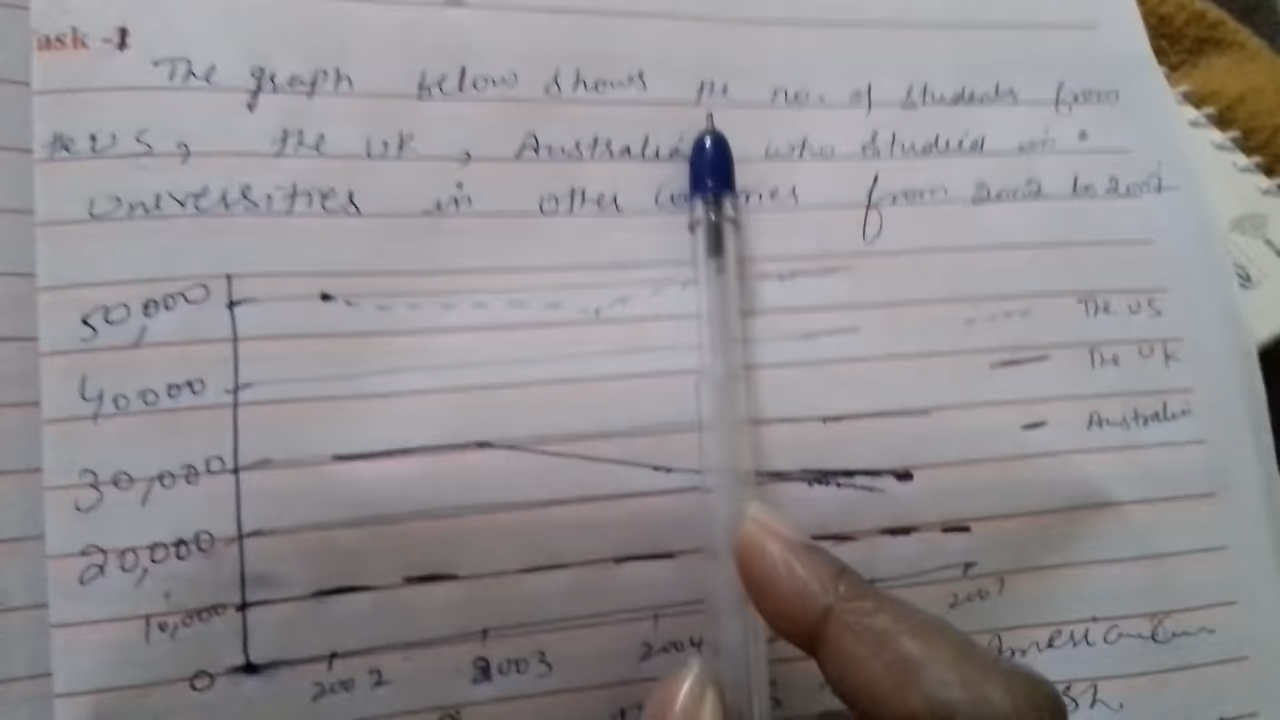 ask -1
The graph below shows the no. of students from
the US, the UK, Australia who studied in
Universities in other countries from 2002 to 2007
50,000
The US
40000
The UK
Australia
30,000
20,000
10,000
0
2002 2003 2004 2007